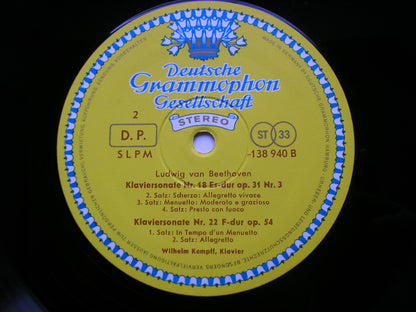 Deutsche
Grammophon
Gesellschaft
STEREO
2
D. P.
ST 33
SLPM
-138 940 B
Ludwig van Beethoven
Klaviersonate Nr. 18 Es-dur op. 31 Nr. 3
2. Satz: Scherzo: Allegretto vivace
3. Satz: Menuetto: Moderato e grazioso
4. Satz: Presto con fuoco
Klaviersonate Nr. 22 F-dur op. 54
1. Satz: In Tempo d'un Menuetto
2. Satz: Allegretto
Wilhelm Kempff, Klavier